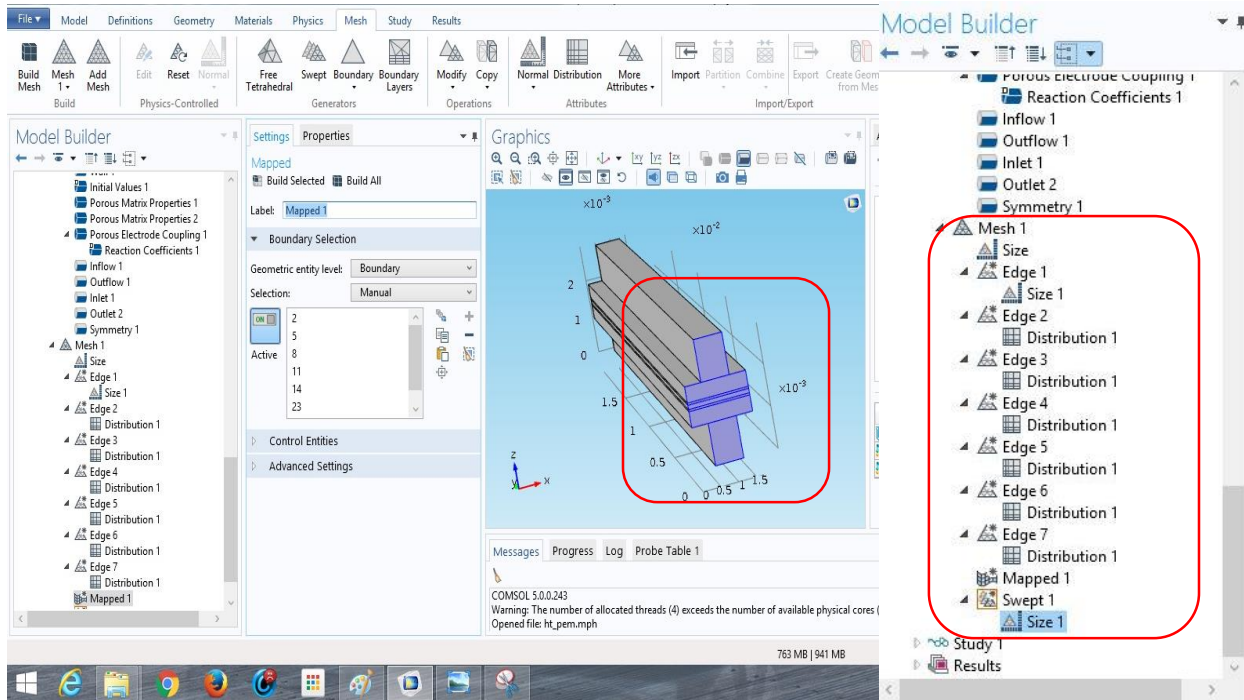 File
Model
Definitions
Geometry
Materials
Physics
Mesh
Study
Results
Build
Mesh
Mesh
1
Add
Mesh
Edit
Reset
Normal
Free
Tetrahedral
Swept
Boundary
Boundary
Layers
Modify
Copy
Normal
Distribution
More
Attributes
Import
Partition
Combine
Export
Create Geom
from Mes
Build
Physics-Controlled
Generators
Operations
Attributes
Import/Export
Model Builder
Initial Values 1
Porous Matrix Properties 1
Porous Matrix Properties 2
Porous Electrode Coupling 1
Reaction Coefficients 1
Inflow 1
Outflow 1
Inlet 1
Outlet 2
Symmetry 1
Mesh 1
Size
Edge 1
Size 1
Edge 2
Distribution 1
Edge 3
Distribution 1
Edge 4
Distribution 1
Edge 5
Distribution 1
Edge 6
Distribution 1
Edge 7
Distribution 1
Mapped 1
Settings
Properties
Mapped
Build Selected
Build All
Label: Mapped 1
Boundary Selection
Geometric entity level: Boundary
Selection: Manual
ON
Active
2
5
8
11
14
23
Control Entities
Advanced Settings
Graphics
xy
yz
zx
×10⁻³
×10⁻²
2
1
0
×10⁻³
1.5
1
0.5
0
0
0.5
1
1.5
z
y
x
Messages
Progress
Log
Probe Table 1
COMSOL 5.0.0.243
Warning: The number of allocated threads (4) exceeds the number of available physical cores (
Opened file: ht_pem.mph
763 MB | 941 MB
Model Builder
Porous Electrode Coupling 1
Reaction Coefficients 1
Inflow 1
Outflow 1
Inlet 1
Outlet 2
Symmetry 1
Mesh 1
Size
Edge 1
Size 1
Edge 2
Distribution 1
Edge 3
Distribution 1
Edge 4
Distribution 1
Edge 5
Distribution 1
Edge 6
Distribution 1
Edge 7
Distribution 1
Mapped 1
Swept 1
Size 1
Study 1
Results